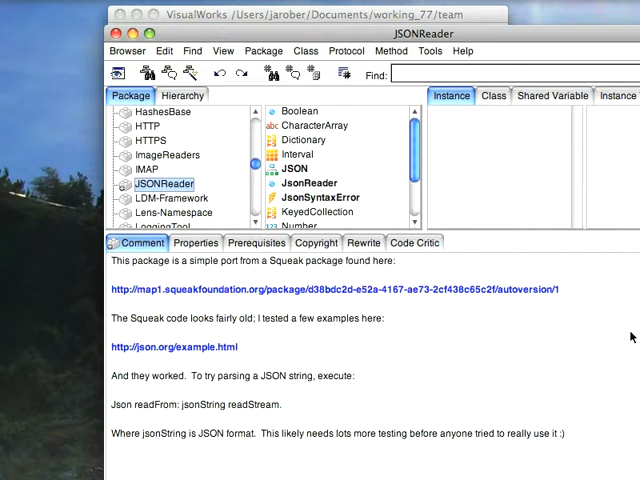 VisualWorks /Users/jarober/Documents/working_77/team
JSONReader
Browser Edit Find View Package Class Protocol Method Tools Help
Find:
Package Hierarchy
Instance Class Shared Variable Instance
HashesBase
HTTP
HTTPS
ImageReaders
IMAP
JSONReader
LDM-Framework
Lens-Namespace
LoggingTool
Boolean
abc CharacterArray
Dictionary
Interval
JSON
JsonReader
JsonSyntaxError
KeyedCollection
123 Number
Comment Properties Prerequisites Copyright Rewrite Code Critic
This package is a simple port from a Squeak package found here:
http://map1.squeakfoundation.org/package/d38bdc2d-e52a-4167-ae73-2cf438c65c2f/autoversion/1
The Squeak code looks fairly old; I tested a few examples here:
http://json.org/example.html
And they worked. To try parsing a JSON string, execute:
Json readFrom: jsonString readStream.
Where jsonString is JSON format. This likely needs lots more testing before anyone tried to really use it :)